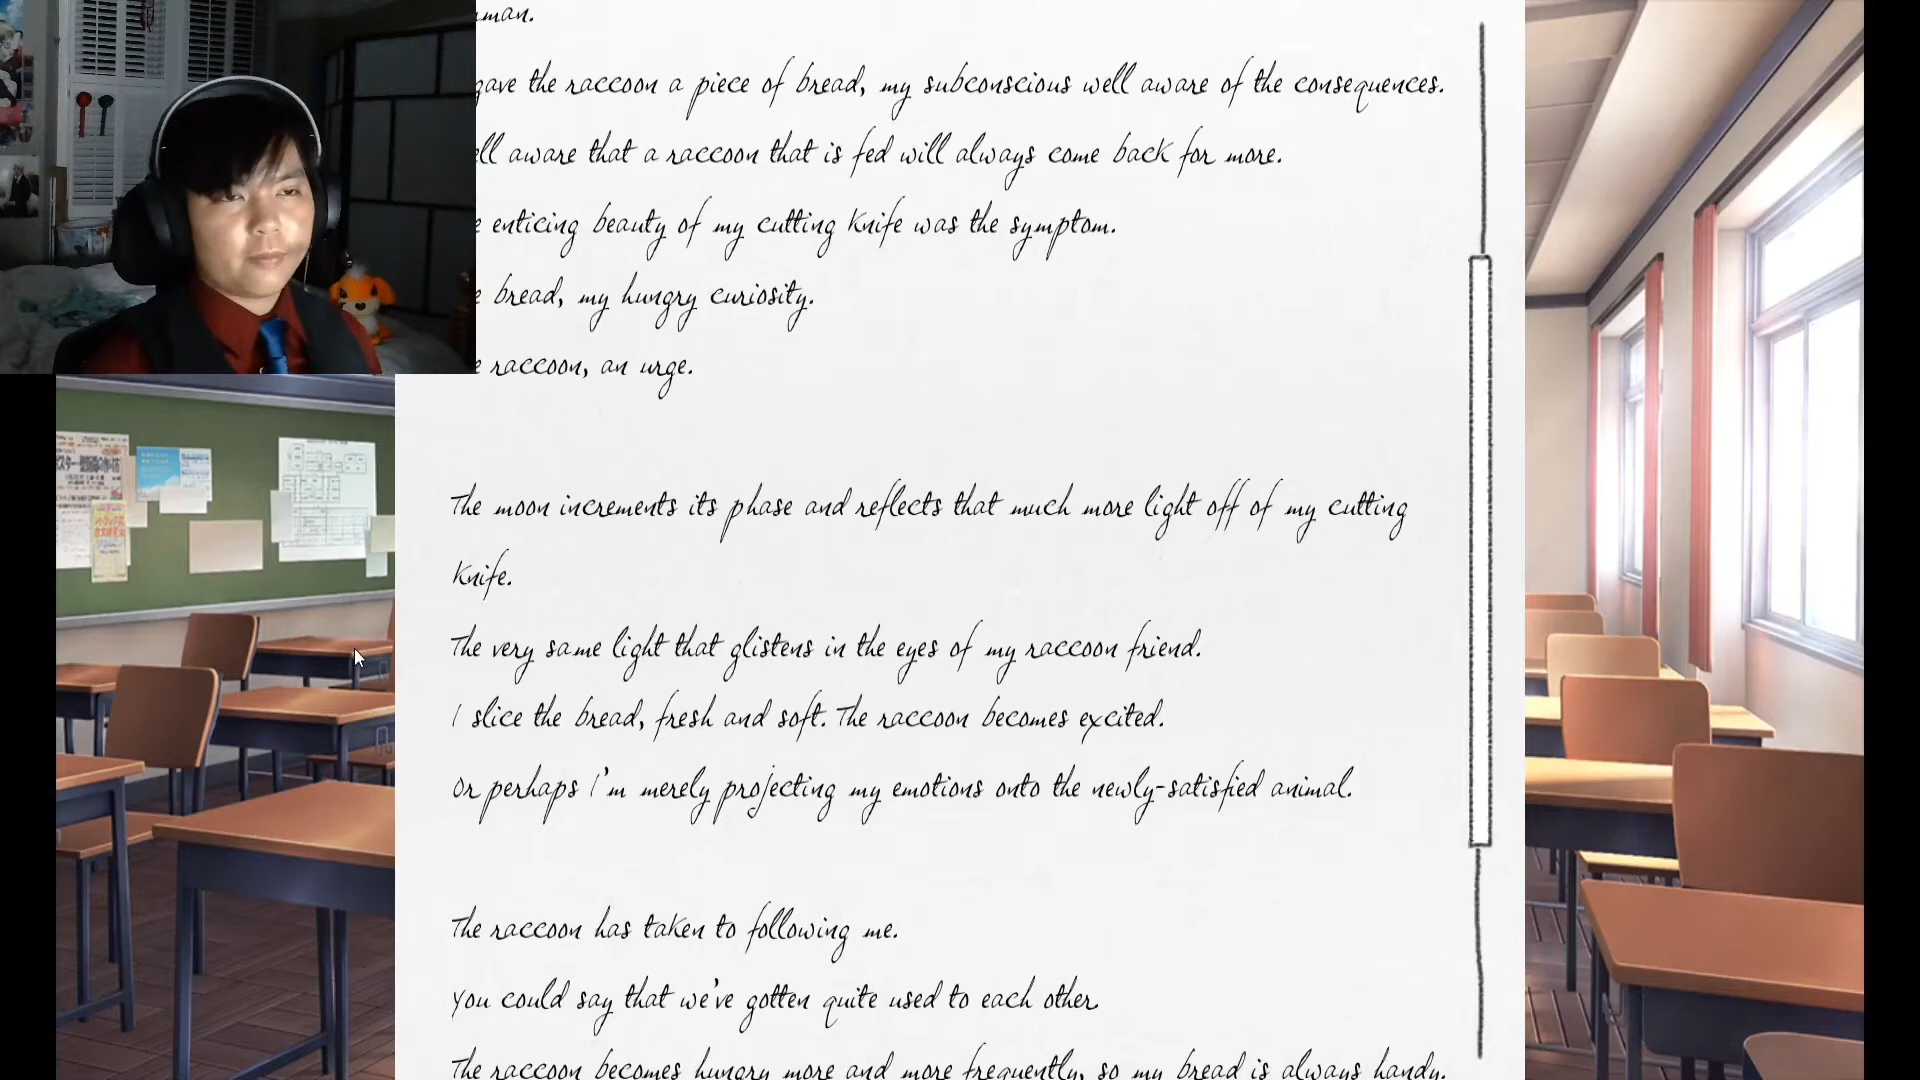 man.
gave the raccoon a piece of bread, my subconscious well aware of the consequences.
ll aware that a raccoon that is fed will always come back for more.
e enticing beauty of my cutting knife was the symptom.
e bread, my hungry curiosity.
e raccoon, an urge.
The moon increments its phase and reflects that much more light off of my cutting
knife.
The very same light that glistens in the eyes of my raccoon friend.
I slice the bread, fresh and soft. The raccoon becomes excited.
Or perhaps I'm merely projecting my emotions onto the newly-satisfied animal.
The raccoon has taken to following me.
You could say that we've gotten quite used to each other
The raccoon becomes hungry more and more frequently, so my bread is always handy.